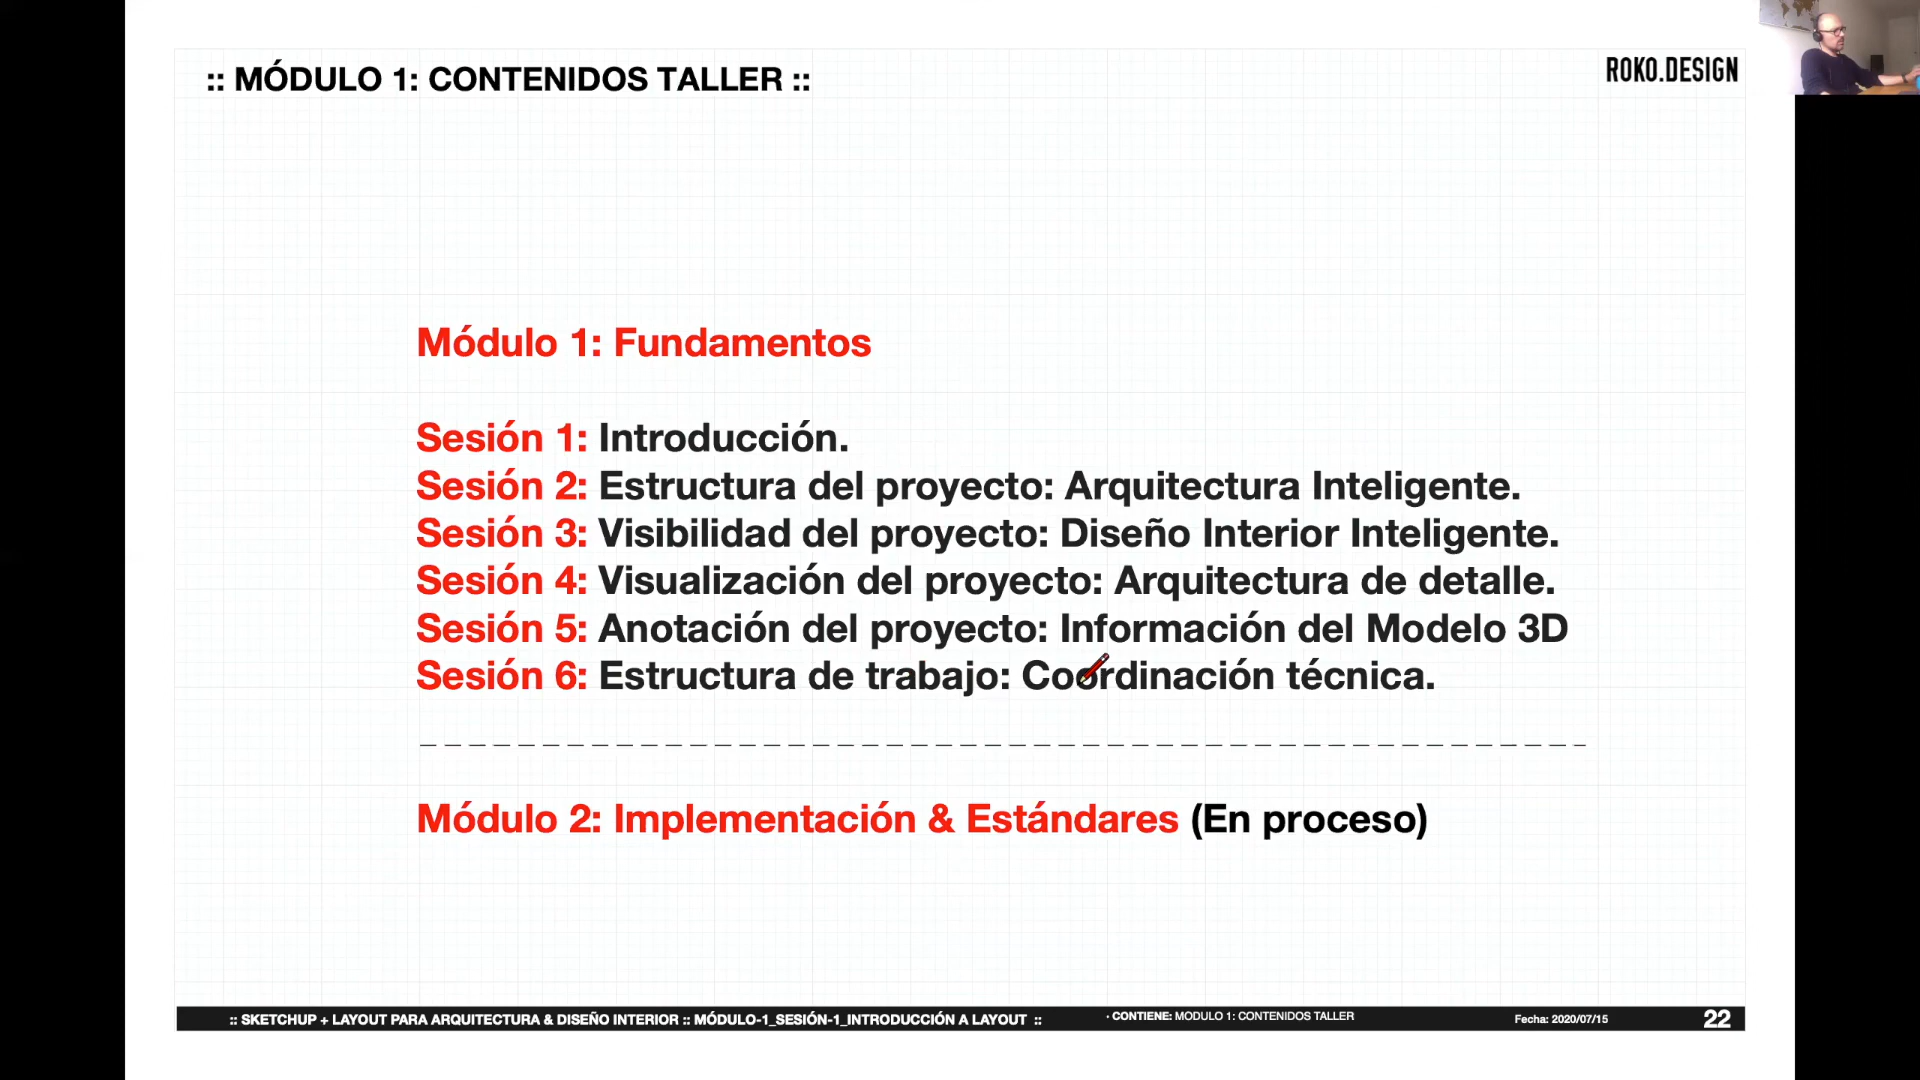 :: MÓDULO 1: CONTENIDOS TALLER ::
ROKO.DESIGN
Módulo 1: Fundamentos
Sesión 1: Introducción.
Sesión 2: Estructura del proyecto: Arquitectura Inteligente.
Sesión 3: Visibilidad del proyecto: Diseño Interior Inteligente.
Sesión 4: Visualización del proyecto: Arquitectura de detalle.
Sesión 5: Anotación del proyecto: Información del Modelo 3D
Sesión 6: Estructura de trabajo: Coordinación técnica.
Módulo 2: Implementación & Estándares (En proceso)
:: SKETCHUP + LAYOUT PARA ARQUITECTURA & DISEÑO INTERIOR :: MÓDULO-1_SESIÓN-1_INTRODUCCIÓN A LAYOUT ::
· CONTIENE: MODULO 1: CONTENIDOS TALLER
Fecha: 2020/07/15
22